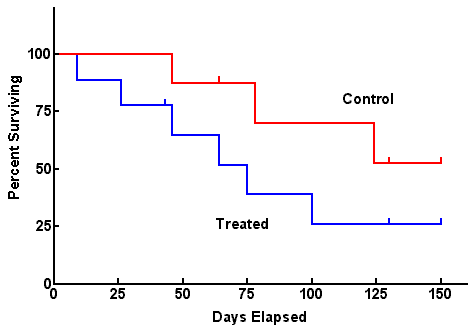 100
Control
75
Percent Surviving
50
25
Treated
0
0 25 50 75 100 125 150
Days Elapsed